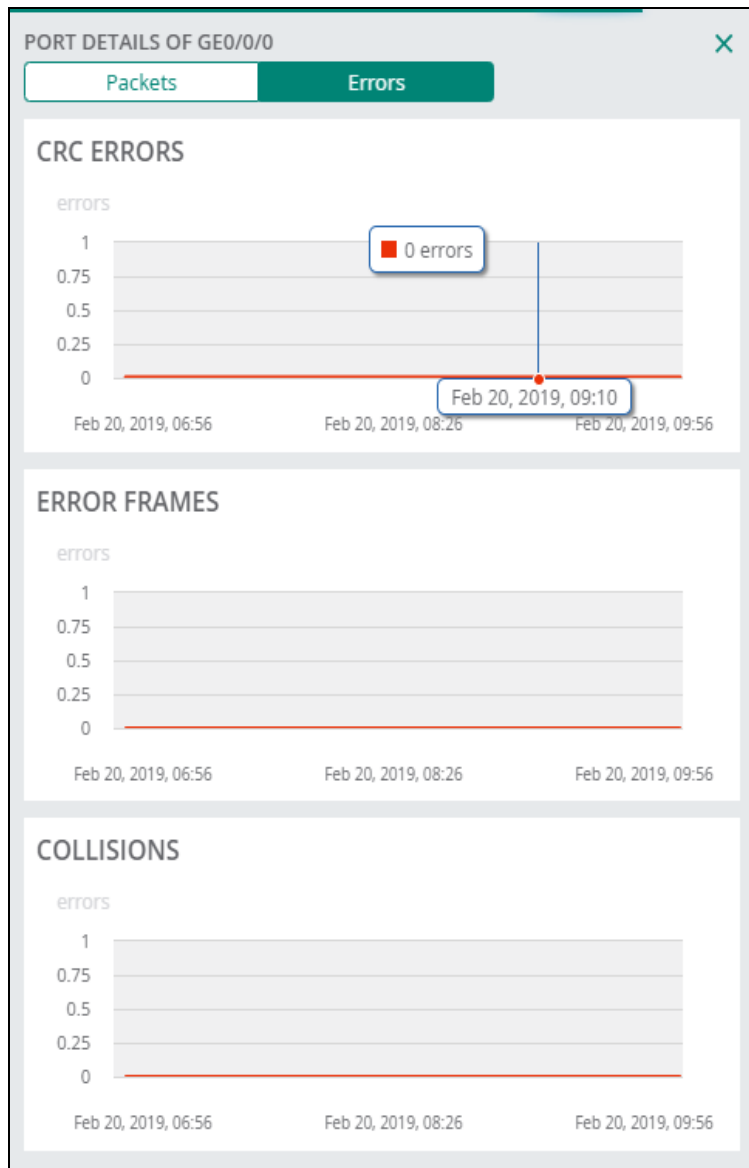 PORT DETAILS OF GE0/0/0
Packets Errors
CRC ERRORS
errors
1
0 errors
0.75
0.5
0.25
0
Feb 20, 2019, 09:10
Feb 20, 2019, 06:56 Feb 20, 2019, 08:26 Feb 20, 2019, 09:56
ERROR FRAMES
errors
1
0.75
0.5
0.25
0
Feb 20, 2019, 06:56 Feb 20, 2019, 08:26 Feb 20, 2019, 09:56
COLLISIONS
errors
1
0.75
0.5
0.25
0
Feb 20, 2019, 06:56 Feb 20, 2019, 08:26 Feb 20, 2019, 09:56